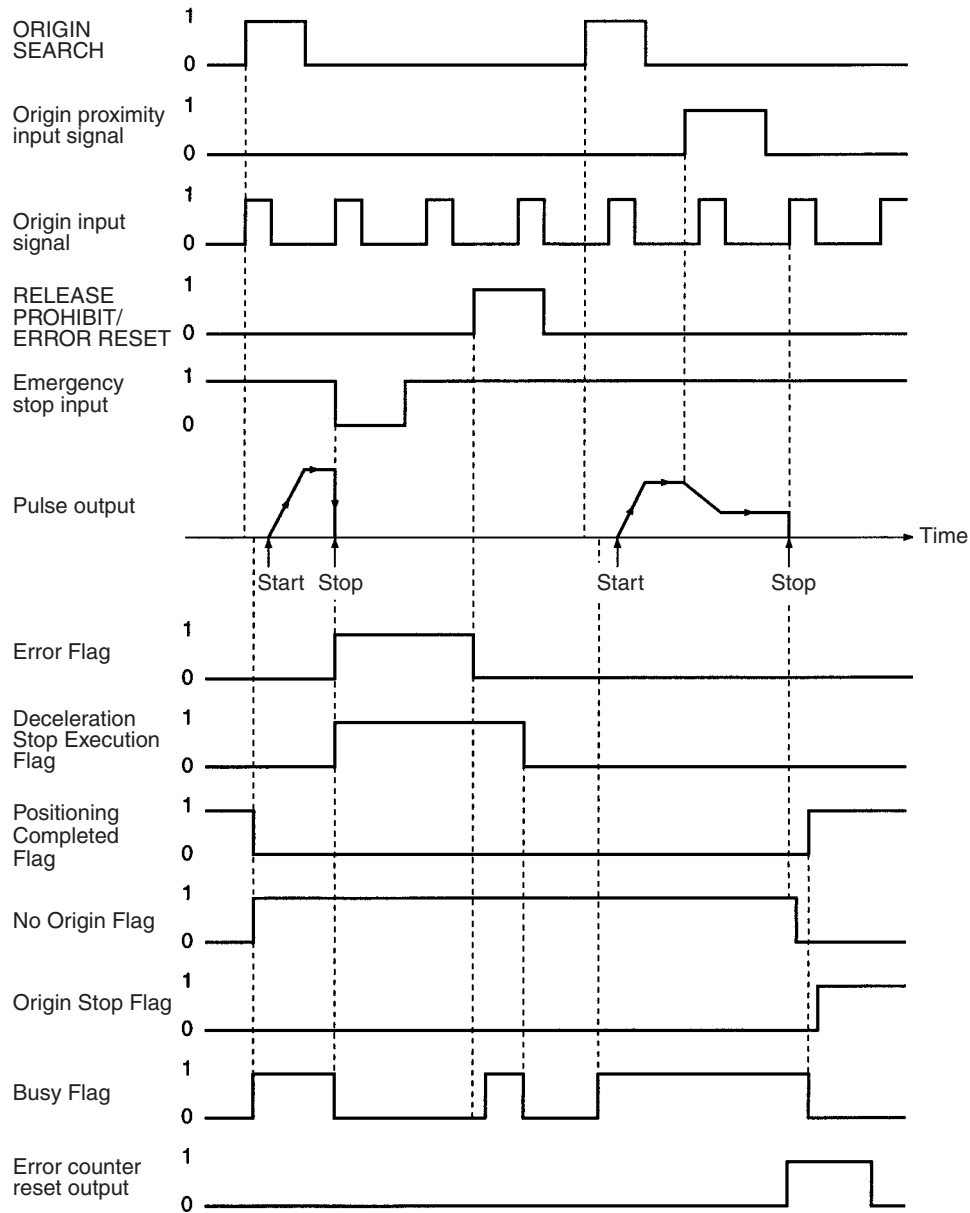 ORIGIN
SEARCH
1
0
Origin proximity
input signal
1
0
Origin input
signal
1
0
RELEASE
PROHIBIT/
ERROR RESET
1
0
Emergency
stop input
1
0
Pulse output
Time
Start Stop Start Stop
Error Flag
1
0
Deceleration
Stop Execution
Flag
1
0
Positioning
Completed
Flag
1
0
No Origin Flag
1
0
Origin Stop Flag
1
0
Busy Flag
1
0
Error counter
reset output
1
0